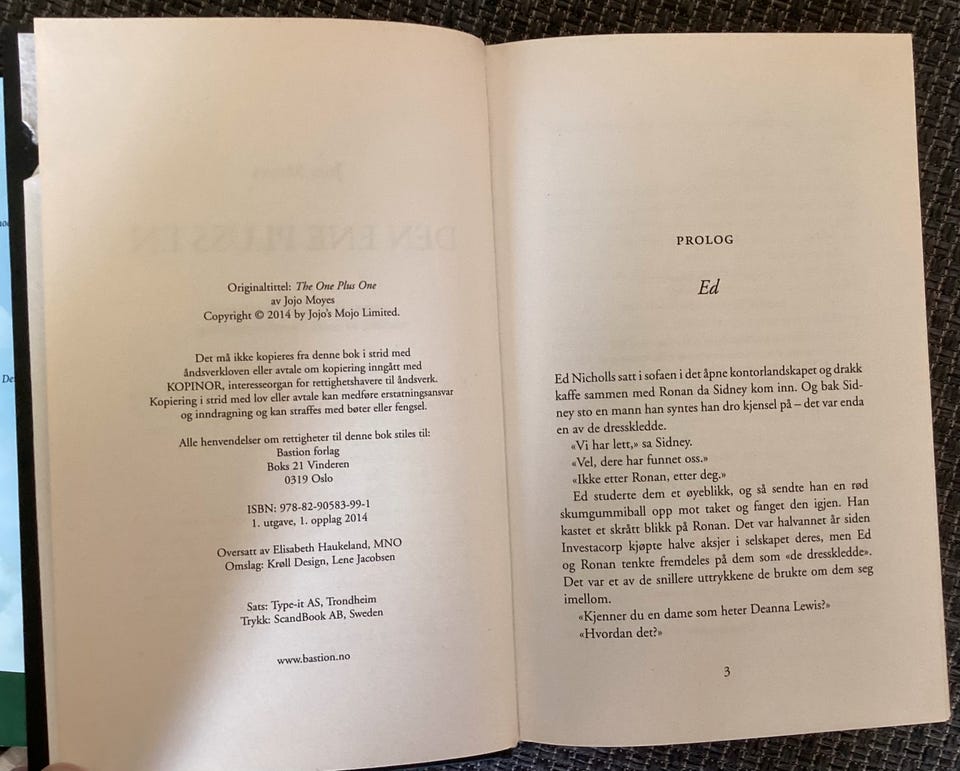 Originaltittel: The One Plus One
av Jojo Moyes
Copyright © 2014 by Jojo's Mojo Limited.
Det må ikke kopieres fra denne bok i strid med
åndsverkloven eller avtale om kopiering inngått med
KOPINOR, interesseorgan for rettighetshavere til åndsverk.
Kopiering i strid med lov eller avtale kan medføre erstatningsansvar
og inndragning og kan straffes med bøter eller fengsel.
Alle henvendelser om rettigheter til denne bok stiles til:
Bastion forlag
Boks 21 Vinderen
0319 Oslo
ISBN: 978-82-90583-99-1
1. utgave, 1. opplag 2014
Oversatt av Elisabeth Haukeland, MNO
Omslag: Krøll Design, Lene Jacobsen
Sats: Type-it AS, Trondheim
Trykk: ScandBook AB, Sweden
www.bastion.no
PROLOG
Ed
Ed Nicholls satt i sofaen i det åpne kontorlandskapet og drakk
kaffe sammen med Ronan da Sidney kom inn. Og bak Sid-
ney sto en mann han syntes han dro kjensel på – det var enda
en av de dresskledde.
«Vi har lett,» sa Sidney.
«Vel, dere har funnet oss.»
«Ikke etter Ronan, etter deg.»
Ed studerte dem et øyeblikk, og så sendte han en rød
skumgummiball opp mot taket og fanget den igjen. Han
kastet et skrått blikk på Ronan. Det var halvannet år siden
Investacorp kjøpte halve aksjer i selskapet deres, men Ed
og Ronan tenkte fremdeles på dem som «de dresskledde».
Det var et av de snillere uttrykkene de brukte om dem seg
imellom.
«Kjenner du en dame som heter Deanna Lewis?»
«Hvordan det?»
3